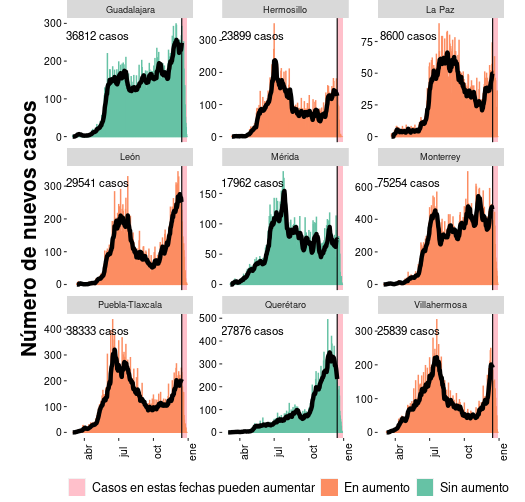 Número de nuevos casos
Guadalajara
Hermosillo
La Paz
36812 casos
23899 casos
8600 casos
300
200
100
0
300
200
100
0
75
50
25
0
León
Mérida
Monterrey
29541 casos
17962 casos
75254 casos
300
200
100
0
150
100
50
0
600
400
200
0
Puebla-Tlaxcala
Querétaro
Villahermosa
38333 casos
27876 casos
25839 casos
400
300
200
100
0
500
400
300
200
100
0
300
200
100
0
abr jul oct ene
abr jul oct ene
abr jul oct ene
Casos en estas fechas pueden aumentar En aumento Sin aumento